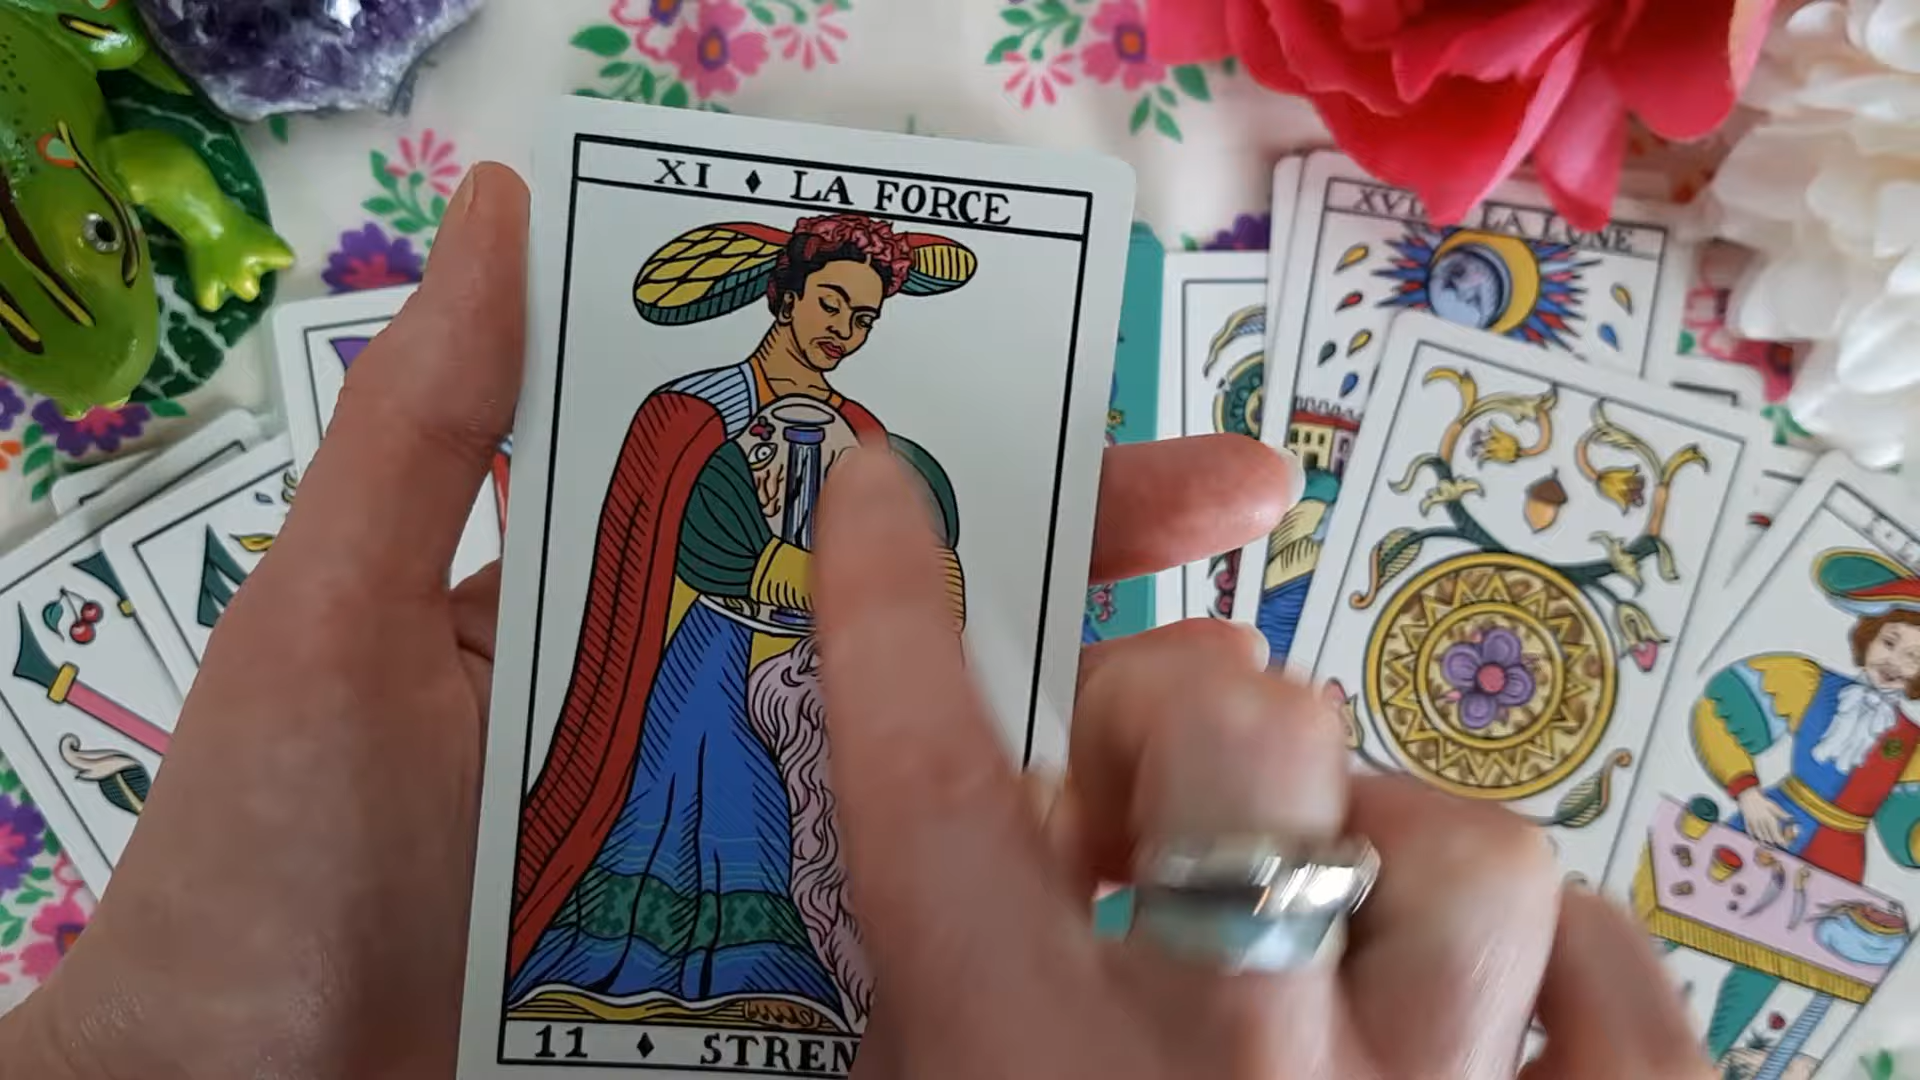 XI ♦ LA FORCE
LA LUNE
11 ♦ STREN